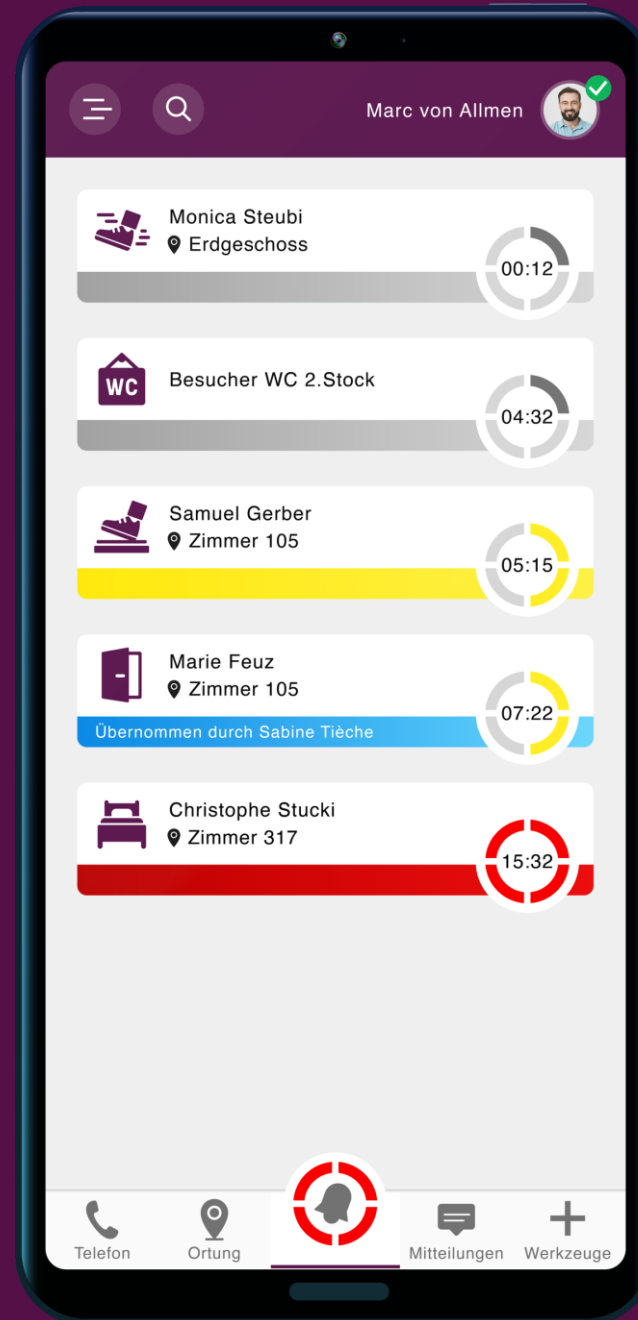 Marc von Allmen
Monica Steubi
Erdgeschoss
00:12
WC
Besucher WC 2.Stock
04:32
Samuel Gerber
Zimmer 105
05:15
Marie Feuz
Zimmer 105
07:22
Übernommen durch Sabine Tièche
Christophe Stucki
Zimmer 317
15:32
Telefon
Ortung
Mitteilungen
Werkzeuge